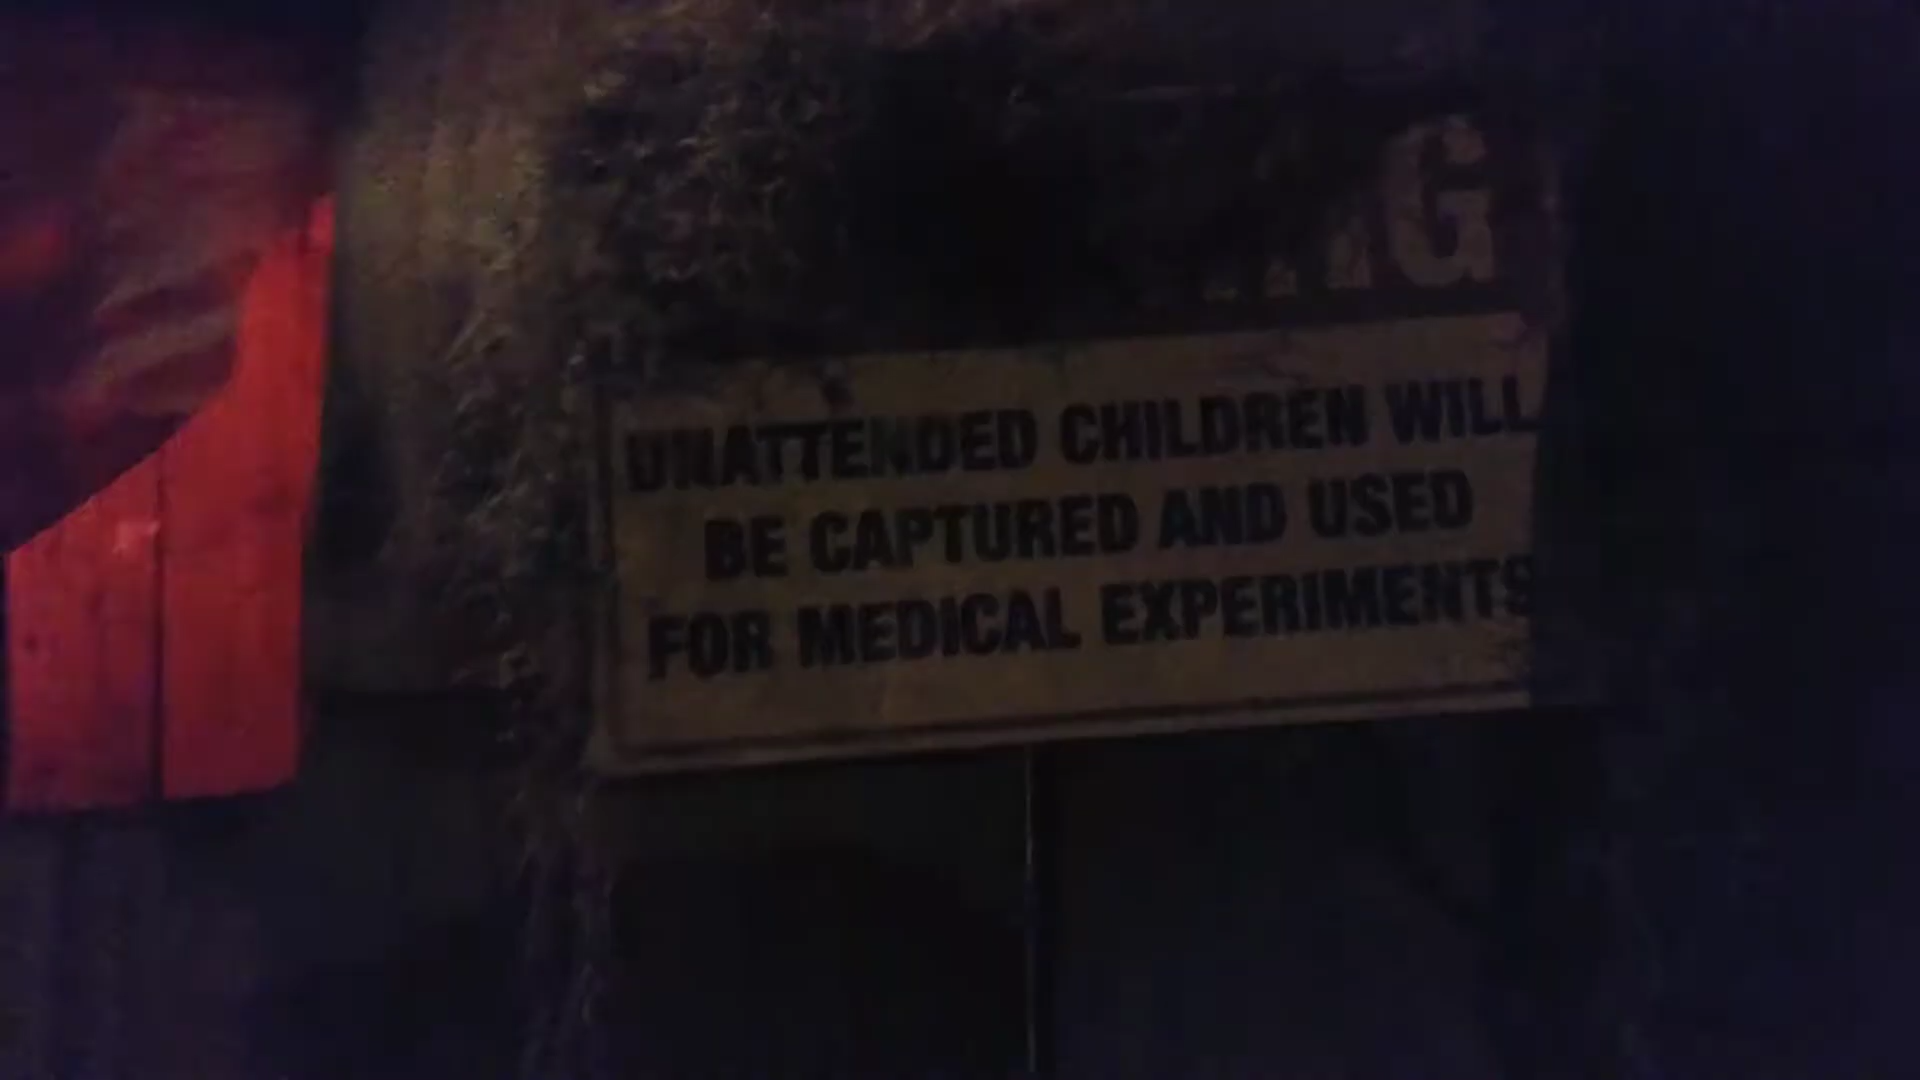 G
UNATTENDED CHILDREN WILL
BE CAPTURED AND USED
FOR MEDICAL EXPERIMENTS